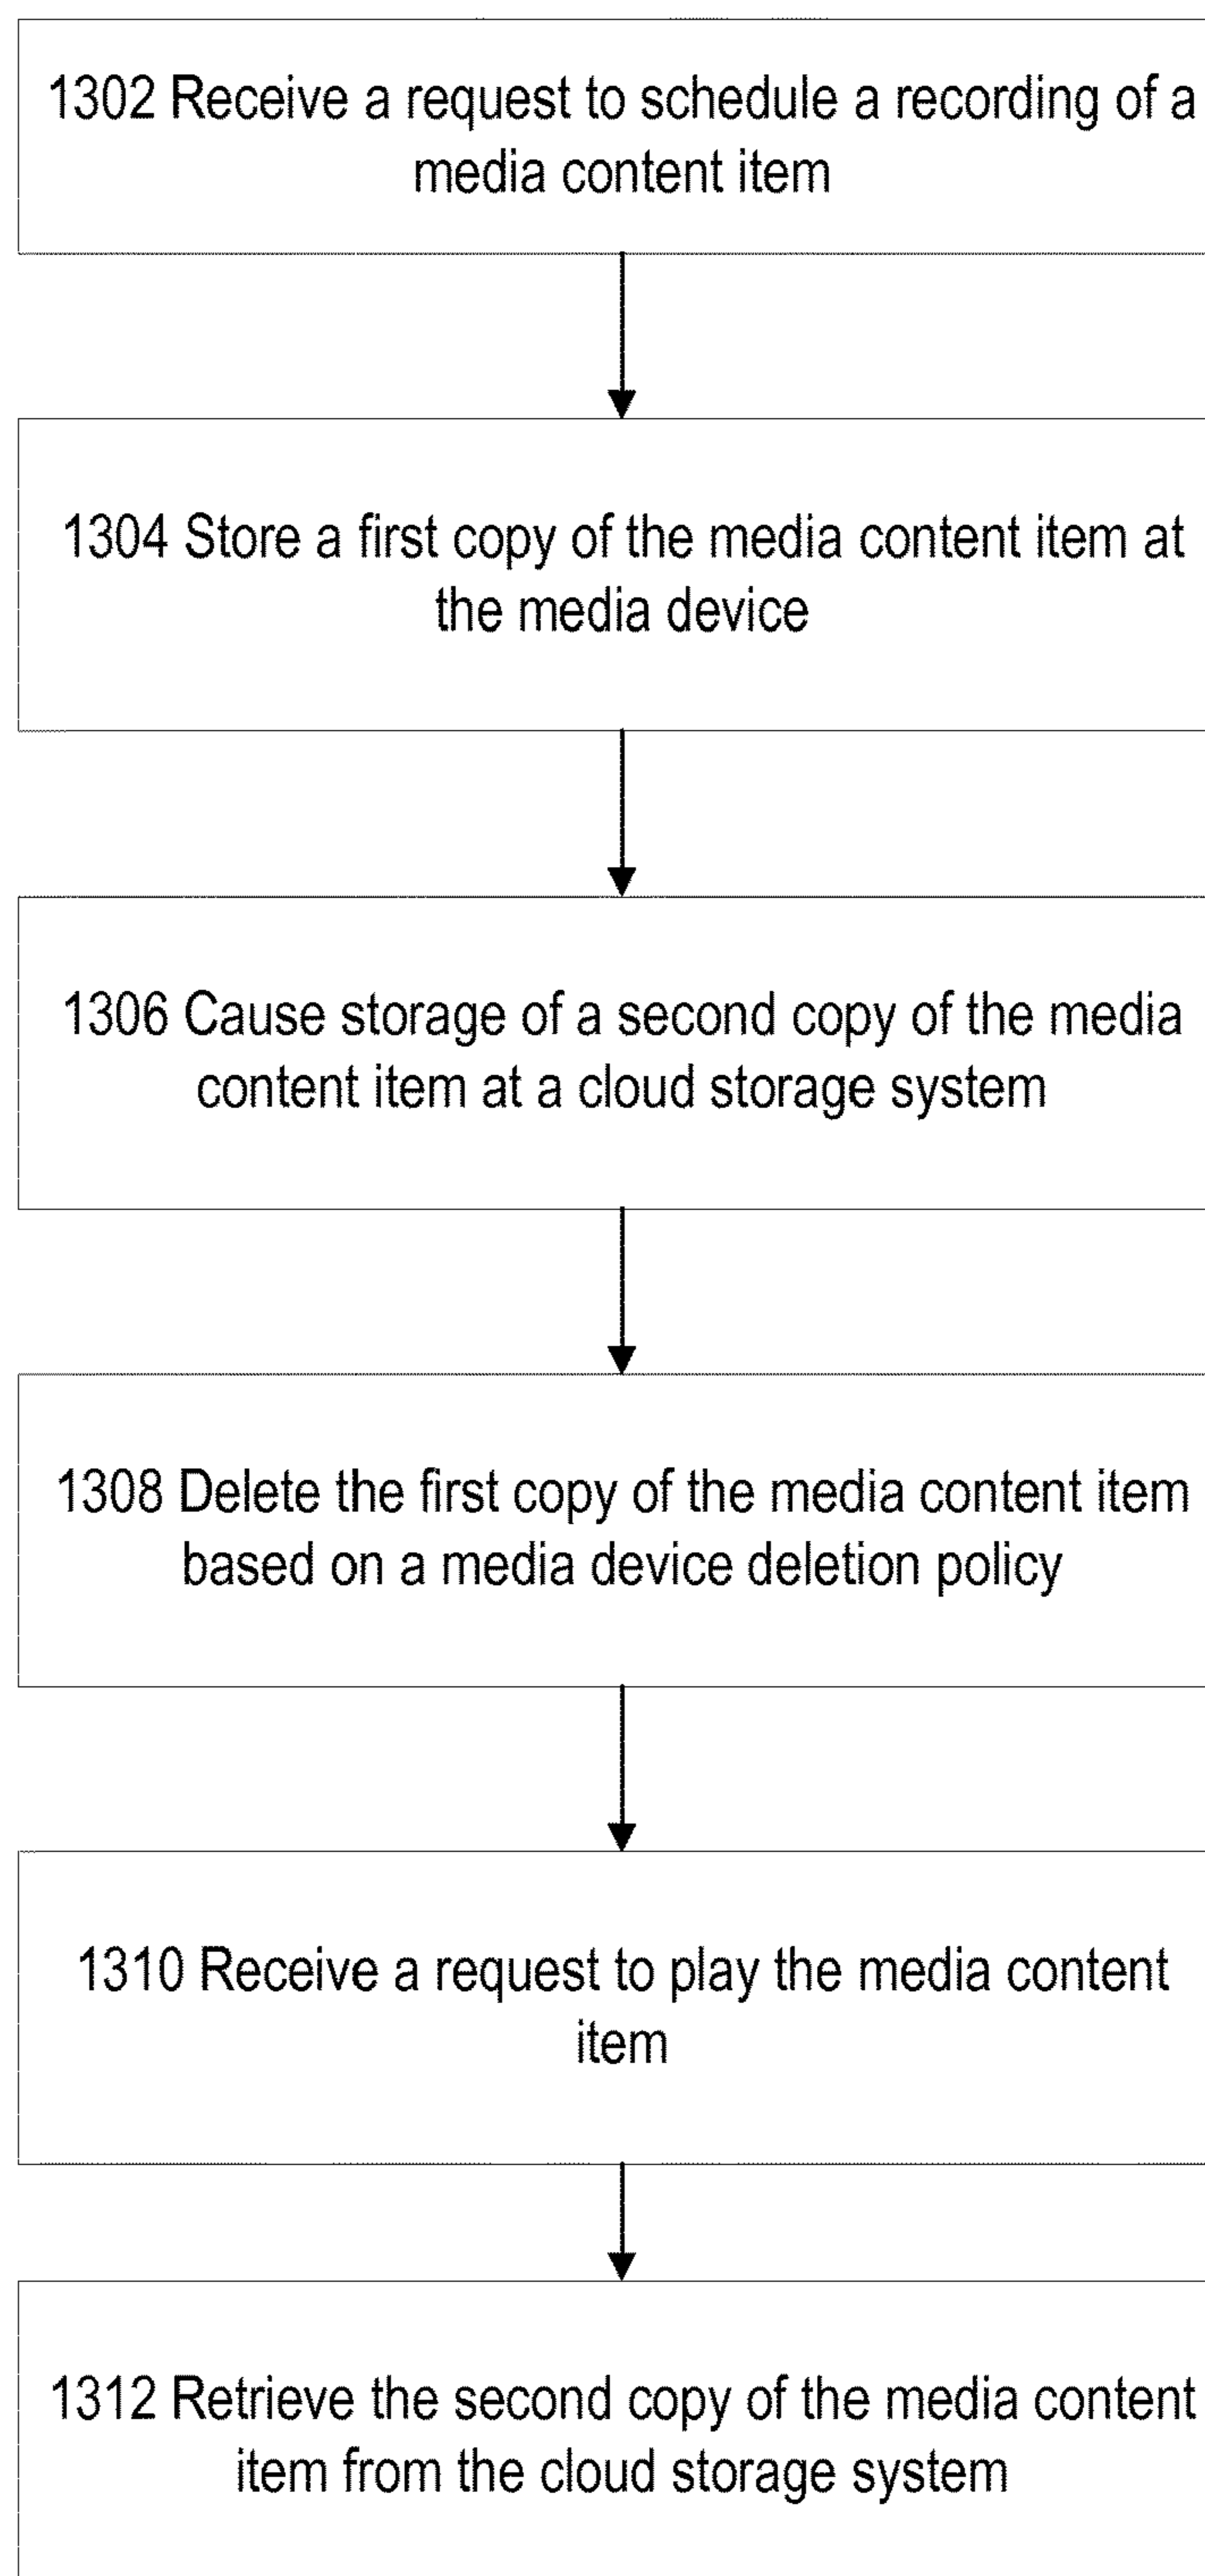 1302 Receive a request to schedule a recording of a
media content item
1304 Store a first copy of the media content item at
the media device
1306 Cause storage of a second copy of the media
content item at a cloud storage system
1308 Delete the first copy of the media content item
based on a media device deletion policy
1310 Receive a request to play the media content
item
1312 Retrieve the second copy of the media content
item from the cloud storage system